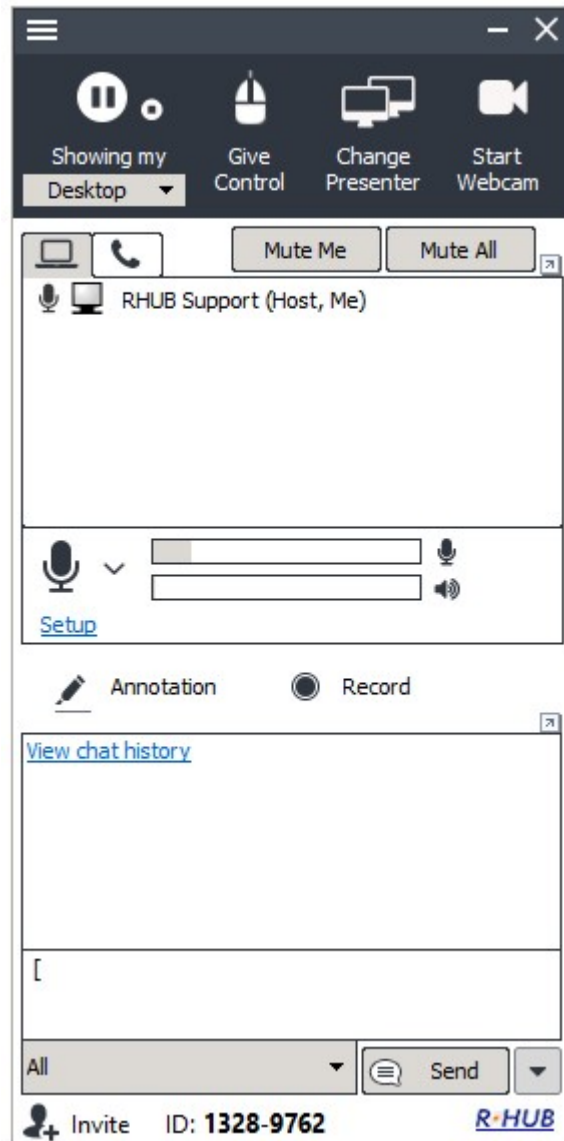 Showing my
Desktop
Give
Control
Change
Presenter
Start
Webcam
Mute Me
Mute All
RHUB Support (Host, Me)
Setup
Annotation
Record
View chat history
[
All
Send
Invite
ID: 1328-9762
R·HUB